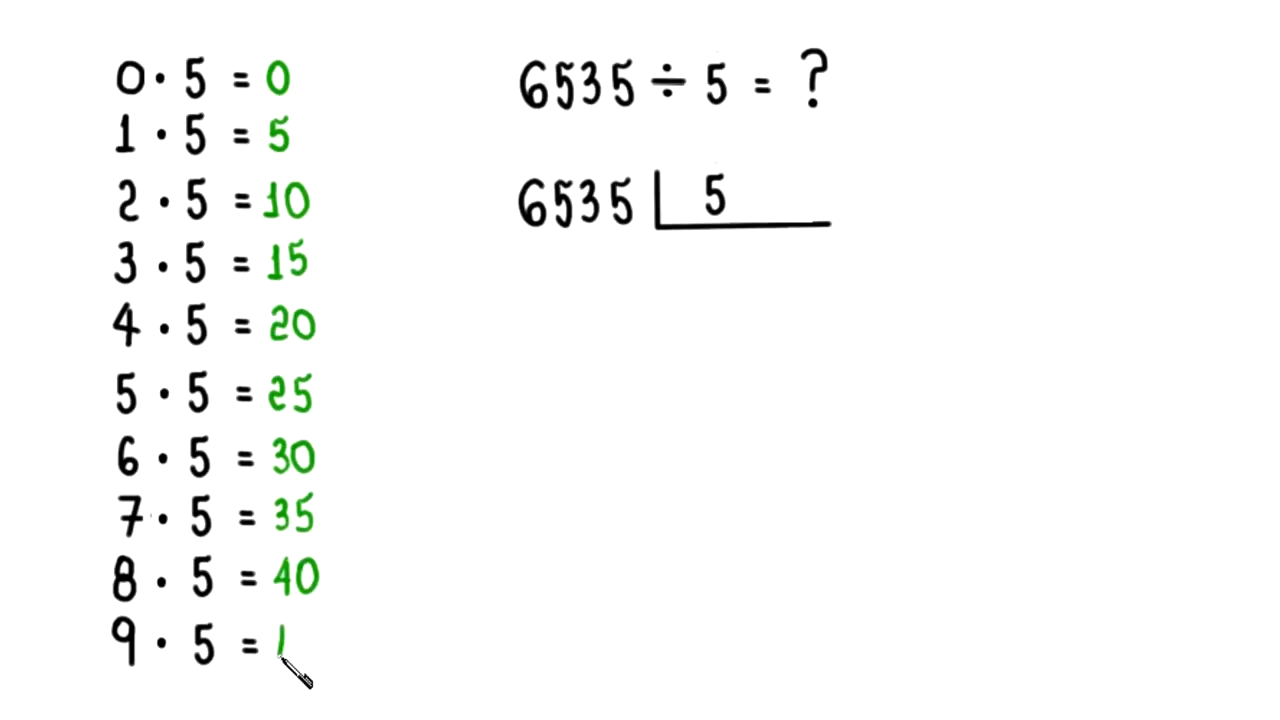 0 · 5 = 0
1 · 5 = 5
2 · 5 = 10
3 · 5 = 15
4 · 5 = 20
5 · 5 = 25
6 · 5 = 30
7 · 5 = 35
8 · 5 = 40
9 · 5 =
6535 ÷ 5 = ?
6535 5